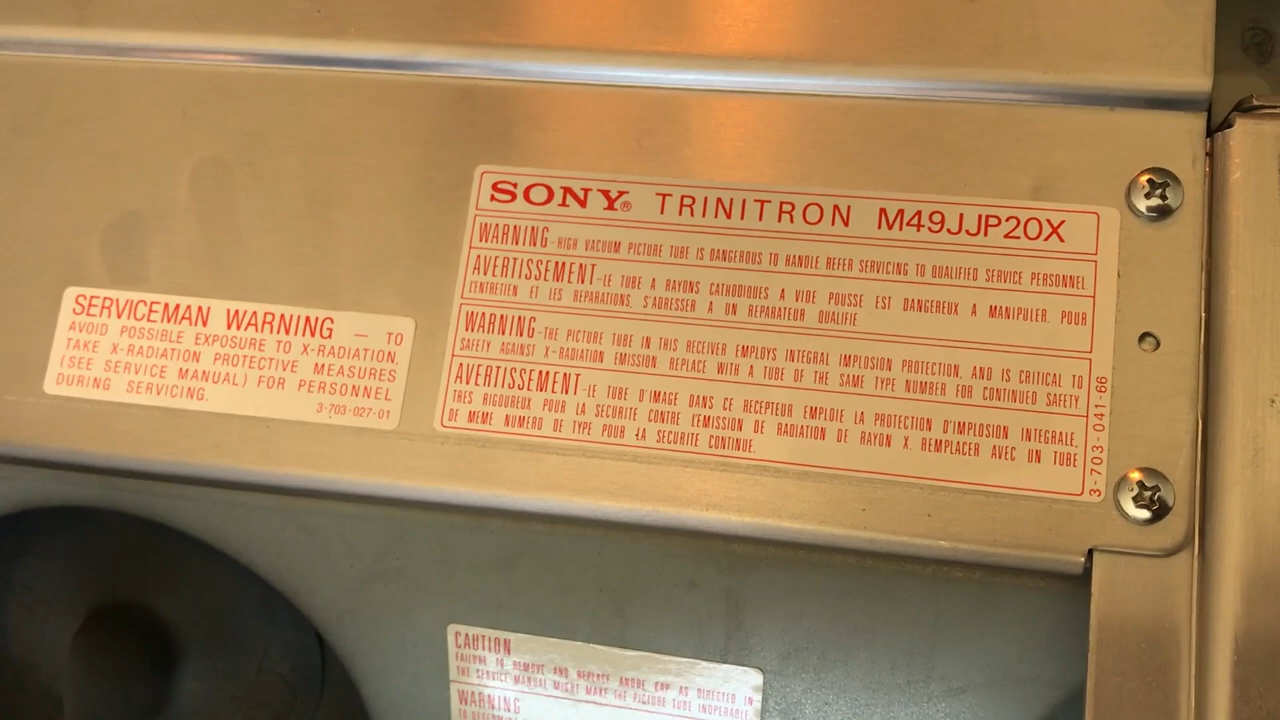 SONY® TRINITRON M49JJP20X
WARNING-HIGH VACUUM PICTURE TUBE IS DANGEROUS TO HANDLE. REFER SERVICING TO QUALIFIED SERVICE PERSONNEL.
AVERTISSEMENT-LE TUBE A RAYONS CATHODIQUES A VIDE POUSSE EST DANGEREUX A MANIPULER. POUR
L'ENTRETIEN ET LES REPARATIONS, S'ADRESSER A UN REPARATEUR QUALIFIE.
WARNING-THE PICTURE TUBE IN THIS RECEIVER EMPLOYS INTEGRAL IMPLOSION PROTECTION, AND IS CRITICAL TO
SAFETY AGAINST X-RADIATION EMISSION. REPLACE WITH A TUBE OF THE SAME TYPE NUMBER FOR CONTINUED SAFETY.
AVERTISSEMENT-LE TUBE D'IMAGE DANS CE RECEPTEUR EMPLOIE LA PROTECTION D'IMPLOSION INTEGRALE,
TRES RIGOUREUX POUR LA SECURITE CONTRE L'EMISSION DE RADIATION DE RAYON X. REMPLACER AVEC UN TUBE
DE MEME NUMERO DE TYPE POUR LA SECURITE CONTINUE.
3-703-041-66
SERVICEMAN WARNING — TO
AVOID POSSIBLE EXPOSURE TO X-RADIATION,
TAKE X-RADIATION PROTECTIVE MEASURES
(SEE SERVICE MANUAL) FOR PERSONNEL
DURING SERVICING.
3-703-027-01
CAUTION
FAILURE TO REMOVE AND REPLACE ANODE CAP AS DIRECTED IN
THE SERVICE MANUAL MIGHT MAKE THE PICTURE TUBE INOPERABLE.
WARNING